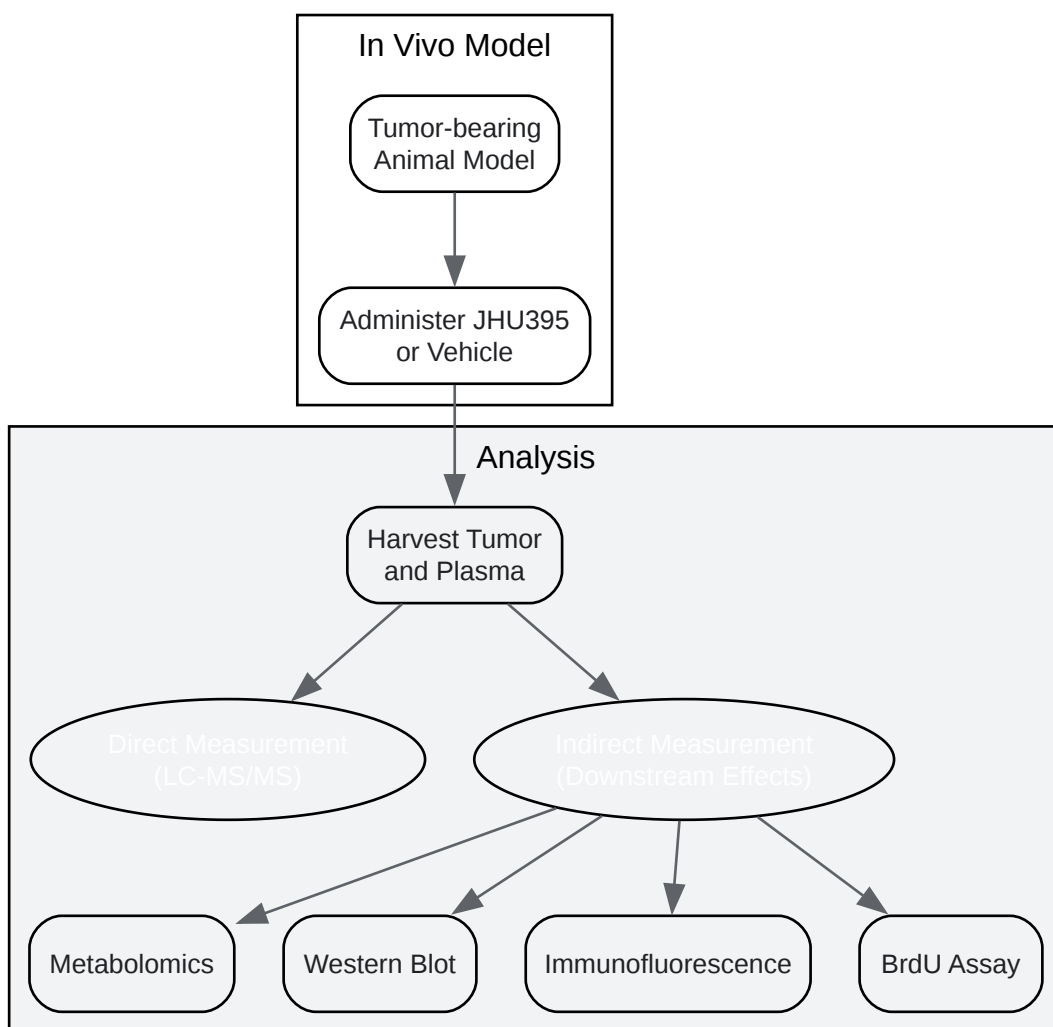 In Vivo Model
Tumor-bearing
Animal Model
Administer JHU395
or Vehicle
Analysis
Harvest Tumor
and Plasma
Direct Measurement
(LC-MS/MS)
Indirect Measurement
(Downstream Effects)
Metabolomics
Western Blot
Immunofluorescence
BrdU Assay